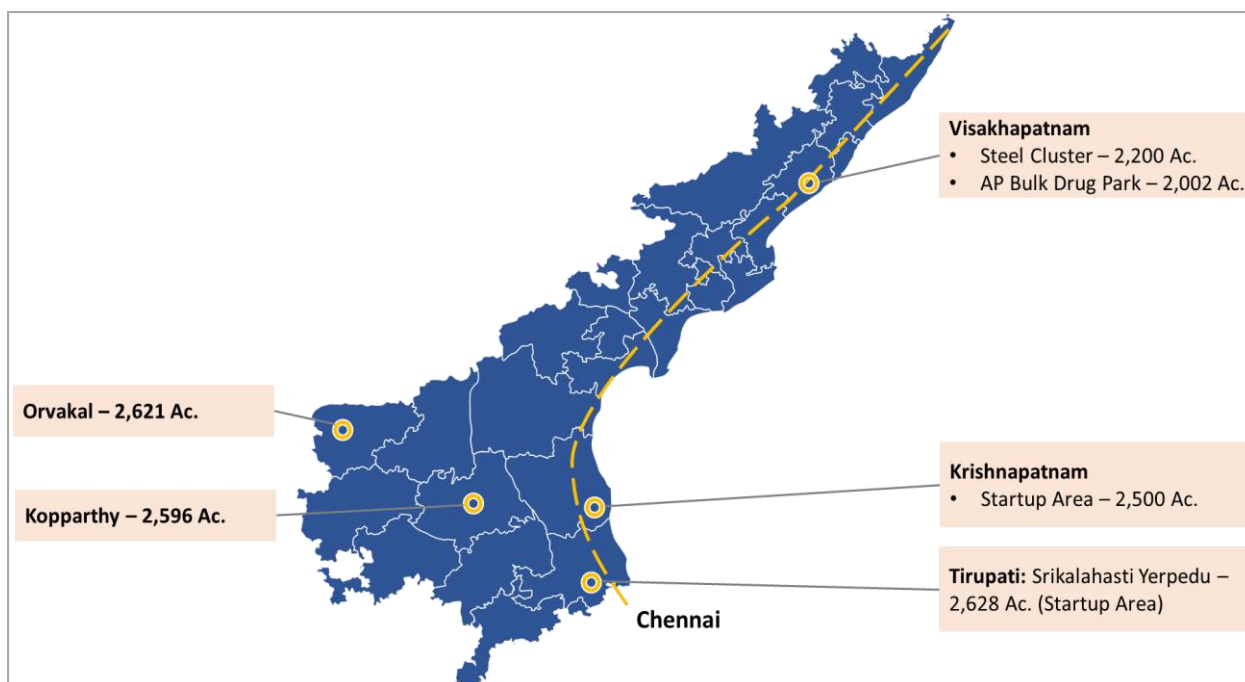 Visakhapatnam
• Steel Cluster – 2,200 Ac.
• AP Bulk Drug Park – 2,002 Ac.
Orvakal – 2,621 Ac.
Kopparthy – 2,596 Ac.
Krishnapatnam
• Startup Area – 2,500 Ac.
Tirupati: Srikalahasti Yerpedu –
2,628 Ac. (Startup Area)
Chennai